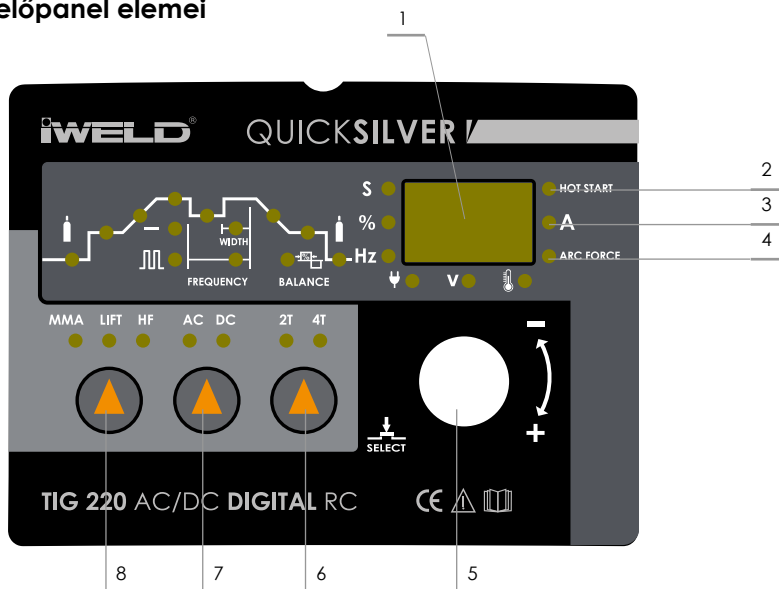 előpanel elemei
1
iWELD® QUICKSILVER
S HOT START 2
% A 3
Hz ARC FORCE 4
WIDTH
FREQUENCY BALANCE
V
MMA LIFT HF AC DC 2T 4T
−
+
SELECT
TIG 220 AC/DC DIGITAL RC CE
8 7 6 5